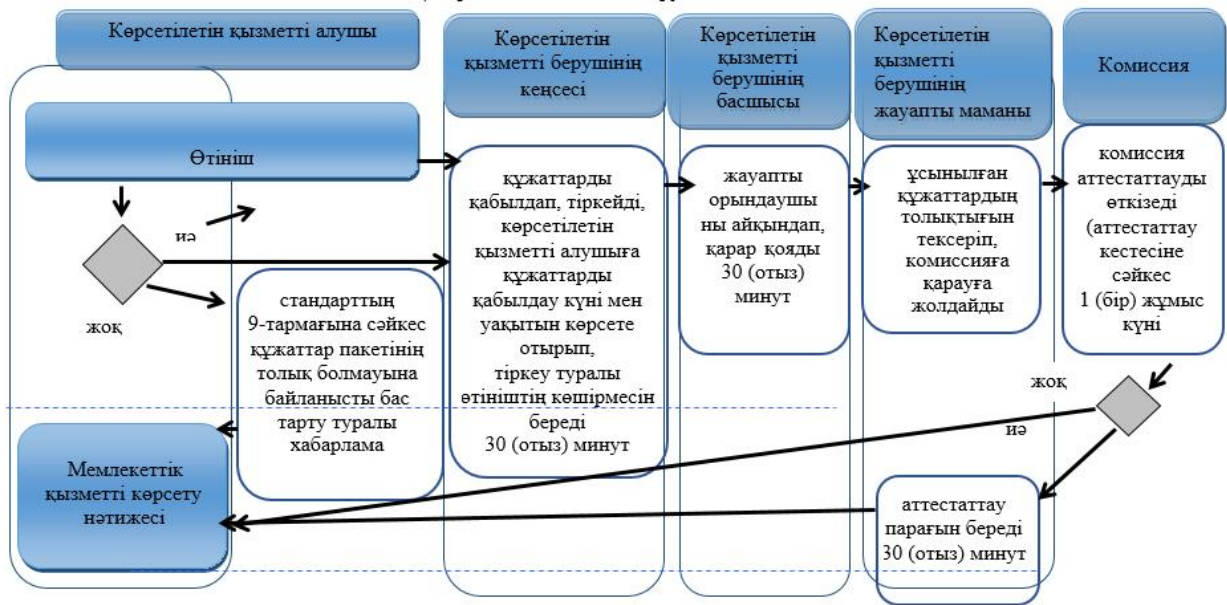 Көрсетілетін қызметті алушы
Көрсетілетін
қызметті берушінің
кеңсесі
Көрсетілетін
қызметті
берушінің
басшысы
Көрсетілетін
қызметті
берушінің
жауапты маманы
Комиссия
Өтініш
иә
жоқ
стандарттың
9-тармағына сәйкес
құжаттар пакетінің
толық болмауына
байланысты бас
тарту туралы
хабарлама
құжаттарды
қабылдап, тіркейді,
көрсетілетін
қызметті алушыға
құжаттарды
қабылдау күні мен
уақытын көрсете
отырып,
тіркеу туралы
өтініштің көшірмесін
береді
30 (отыз) минут
жауапты
орындаушы
ны айқындап,
қарар қояды
30 (отыз)
минут
ұсынылған
құжаттардың
толықтығын
тексеріп,
комиссияға
қарауға
жолдайды
комиссия
аттестаттауды
өткізеді
(аттестаттау
кестесіне
сәйкес
1 (бір) жұмыс
күні
жоқ
иә
аттестаттау
парағын береді
30 (отыз) минут
Мемлекеттік
қызметті көрсету
нәтижесі